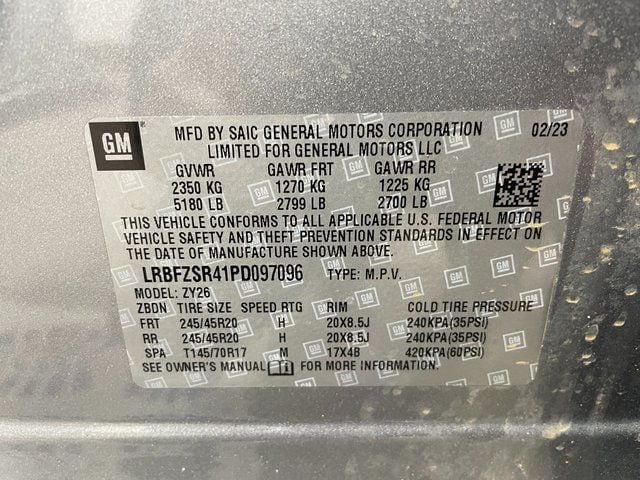 GM MFD BY SAIC GENERAL MOTORS CORPORATION 02/23
LIMITED FOR GENERAL MOTORS LLC
GVWR GAWR FRT GAWR RR
2350 KG 1270 KG 1225 KG
5180 LB 2799 LB 2700 LB
THIS VEHICLE CONFORMS TO ALL APPLICABLE U.S. FEDERAL MOTOR
VEHICLE SAFETY AND THEFT PREVENTION STANDARDS IN EFFECT ON
THE DATE OF MANUFACTURE SHOWN ABOVE.
LRBFZSR41PD097096 TYPE: M.P.V.
MODEL: ZY26
ZBDN TIRE SIZE SPEED RTG RIM COLD TIRE PRESSURE
FRT 245/45R20 H 20X8.5J 240KPA(35PSI)
RR 245/45R20 H 20X8.5J 240KPA(35PSI)
SPA T145/70R17 M 17X4B 420KPA(60PSI)
SEE OWNER'S MANUAL FOR MORE INFORMATION.